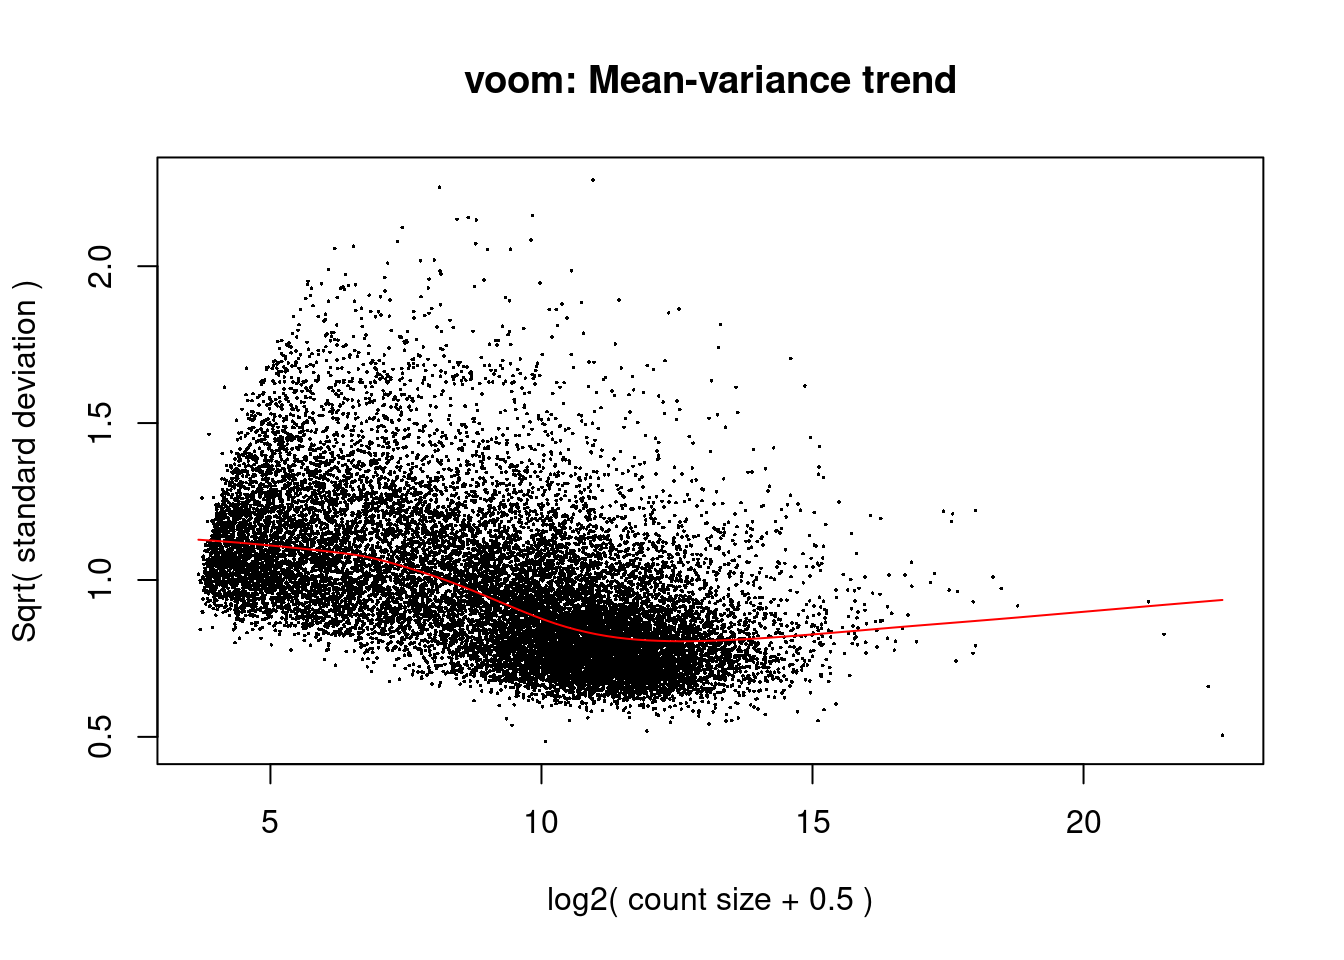 voom: Mean-variance trend
Sqrt( standard deviation )
2.0
1.5
1.0
0.5
5 10 15 20
log2( count size + 0.5 )